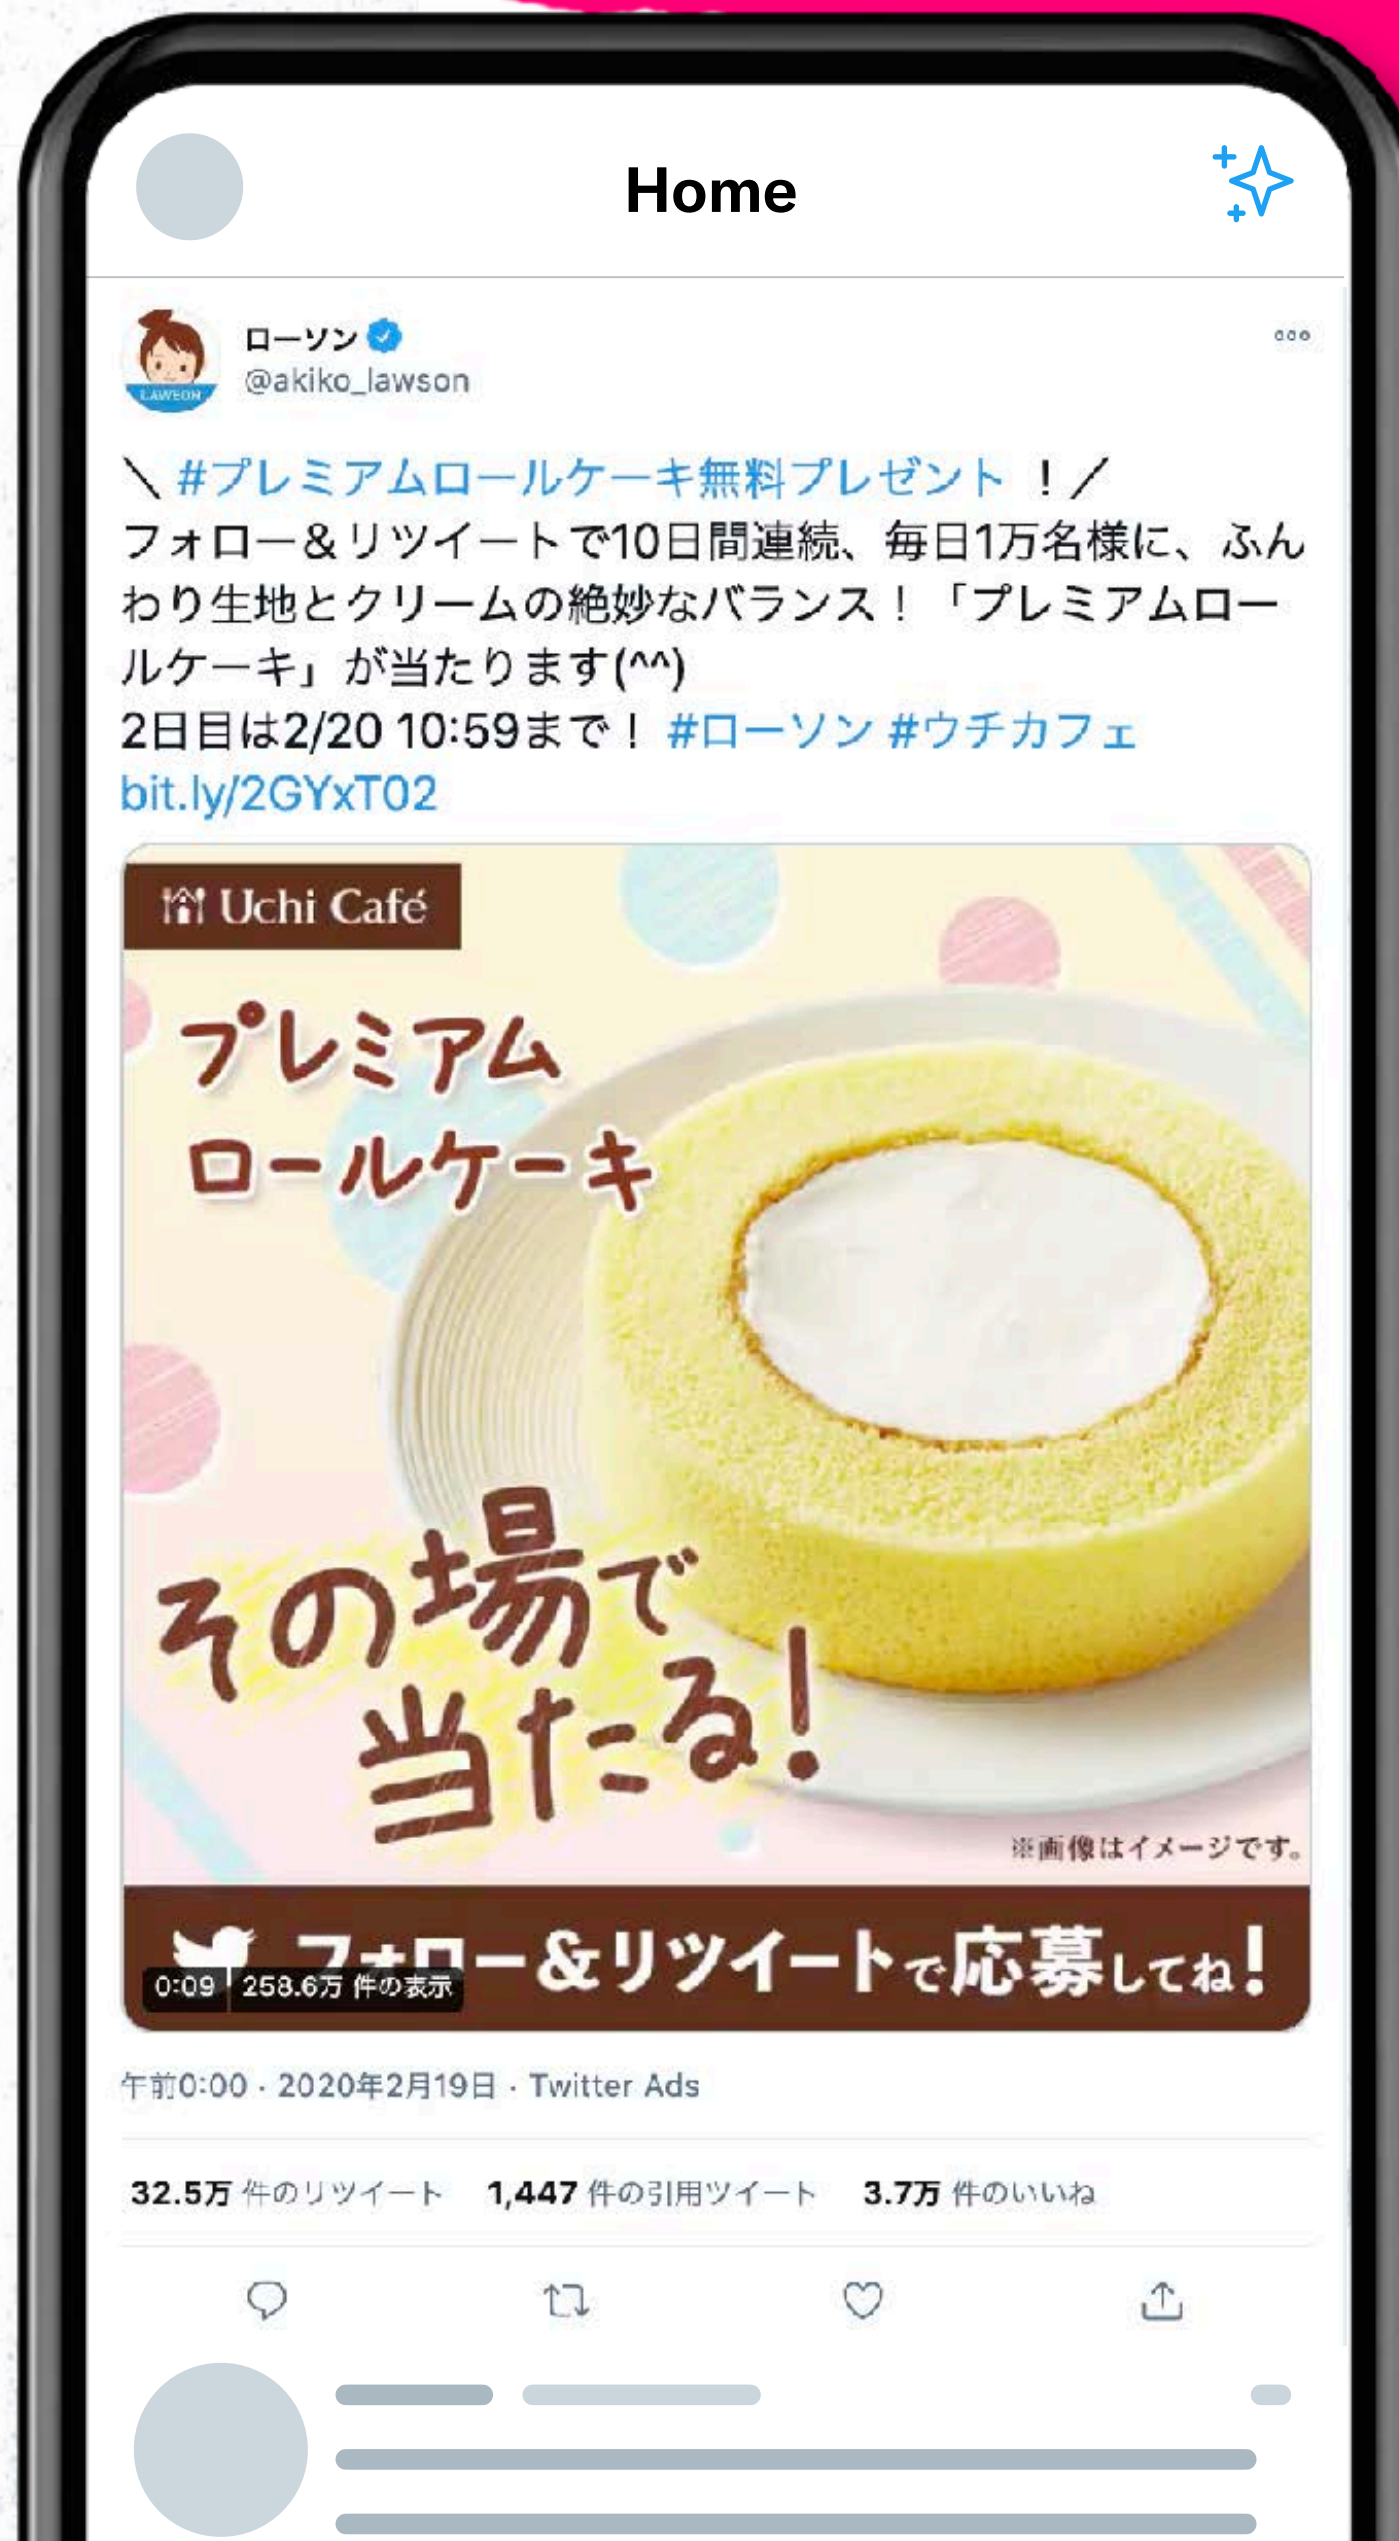 Home
ローソン
@akiko_lawson
LAWSON
＼ #プレミアムロールケーキ無料プレゼント ！／
フォロー＆リツイートで10日間連続、毎日1万名様に、ふん
わり生地とクリームの絶妙なバランス！「プレミアムロー
ルケーキ」が当たります(^^)
2日目は2/20 10:59まで！ #ローソン #ウチカフェ
bit.ly/2GYxT02
Uchi Café
プレミアム
ロールケーキ
その場で
当たる！
※画像はイメージです。
フォロー＆リツイートで応募してね！
0:09 258.6万 件の表示
午前0:00 · 2020年2月19日 · Twitter Ads
32.5万 件のリツイート 1,447 件の引用ツイート 3.7万 件のいいね